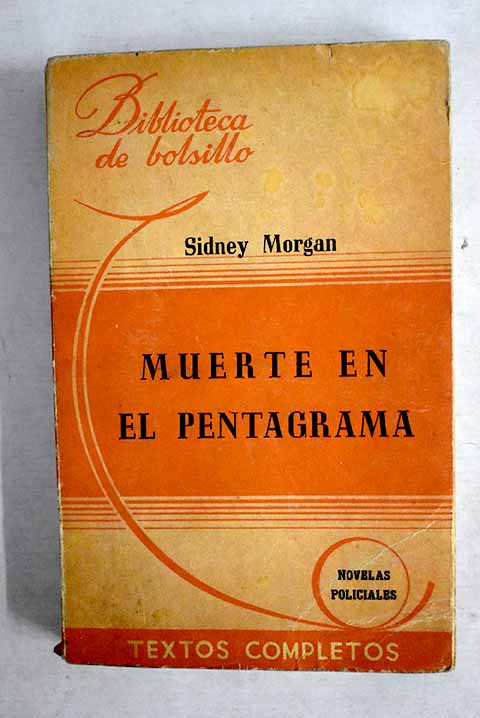 Biblioteca
de bolsillo
Sidney Morgan
MUERTE EN
EL PENTAGRAMA
NOVELAS
POLICIALES
TEXTOS COMPLETOS